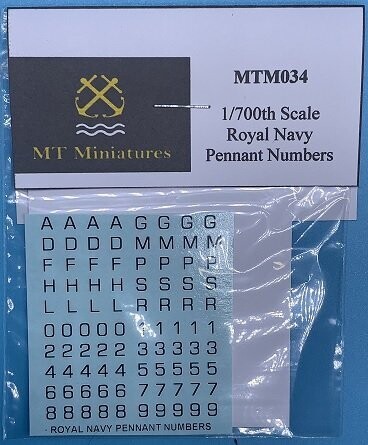 MT Miniatures
MTM034
1/700th Scale
Royal Navy
Pennant Numbers
A A A A G G G G
D D D D M M M M
F F F F P P P P
H H H H S S S S
L L L L R R R R
0 0 0 0 0 1 1 1 1 1
2 2 2 2 2 3 3 3 3 3
4 4 4 4 4 5 5 5 5 5
6 6 6 6 6 7 7 7 7 7
8 8 8 8 8 9 9 9 9 9
- ROYAL NAVY PENNANT NUMBERS